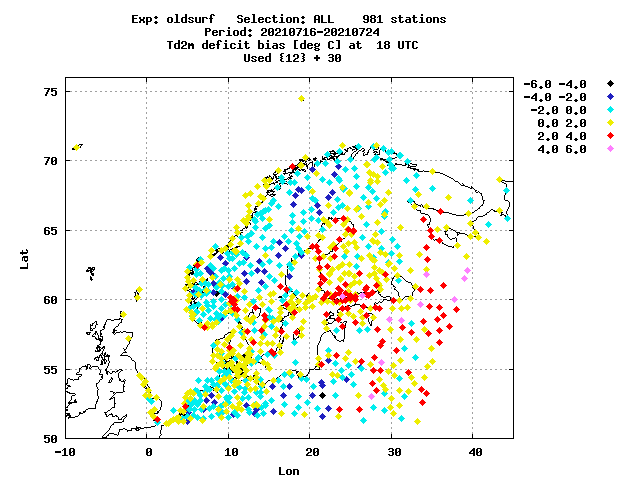 Exp: oldsurf   Selection: ALL    981 stations
Period: 20210716-20210724
Td2m deficit bias [deg C] at  18 UTC
Used {12} + 30
-6.0 -4.0
-4.0 -2.0
-2.0 0.0
0.0 2.0
2.0 4.0
4.0 6.0
75
70
65
60
55
50
Lat
-10 0 10 20 30 40
Lon